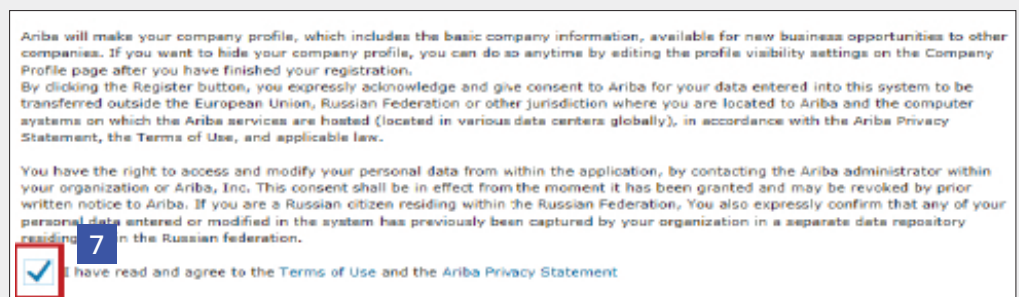 Ariba will make your company profile, which includes the basic company information, available for new business opportunities to other
companies. If you want to hide your company profile, you can do so anytime by editing the profile visibility settings on the Company
Profile page after you have finished your registration.
By clicking the Register button, you expressly acknowledge and give consent to Ariba for your data entered into this system to be
transferred outside the European Union, Russian Federation or other jurisdiction where you are located to Ariba and the computer
systems on which the Ariba services are hosted (located in various data centers globally), in accordance with the Ariba Privacy
Statement, the Terms of Use, and applicable law.
You have the right to access and modify your personal data from within the application, by contacting the Ariba administrator within
your organization or Ariba, Inc. This consent shall be in effect from the moment it has been granted and may be revoked by prior
written notice to Ariba. If you are a Russian citizen residing within the Russian Federation, You also expressly confirm that any of your
personal data entered or modified in the system has previously been captured by your organization in a separate data repository
residing in the Russian federation.
7
I have read and agree to the Terms of Use and the Ariba Privacy Statement